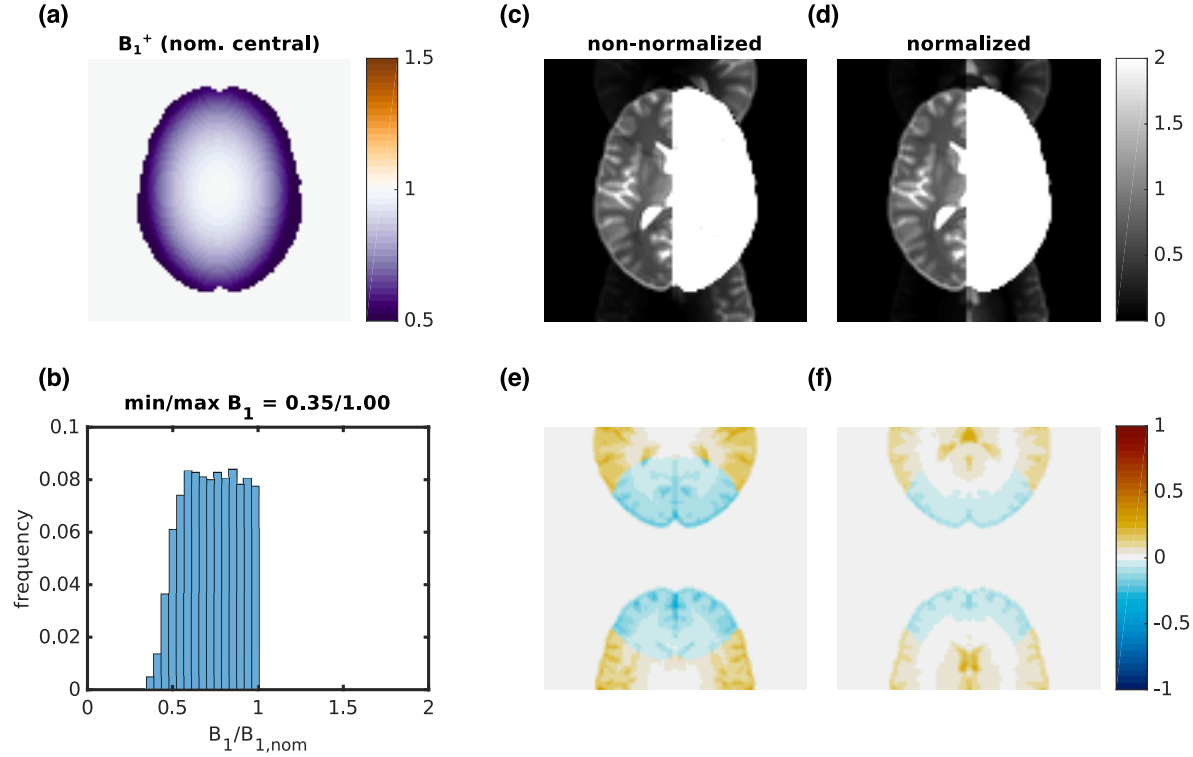 (a)
B₁⁺ (nom. central)
1.5
1
0.5
(c)
non-normalized
(d)
normalized
2
1.5
1
0.5
0
(b)
min/max B₁ = 0.35/1.00
0.1
0.08
0.06
0.04
0.02
0
frequency
0
0.5
1
1.5
2
B₁/B₁,nom
(e)
(f)
1
0.5
0
-0.5
-1